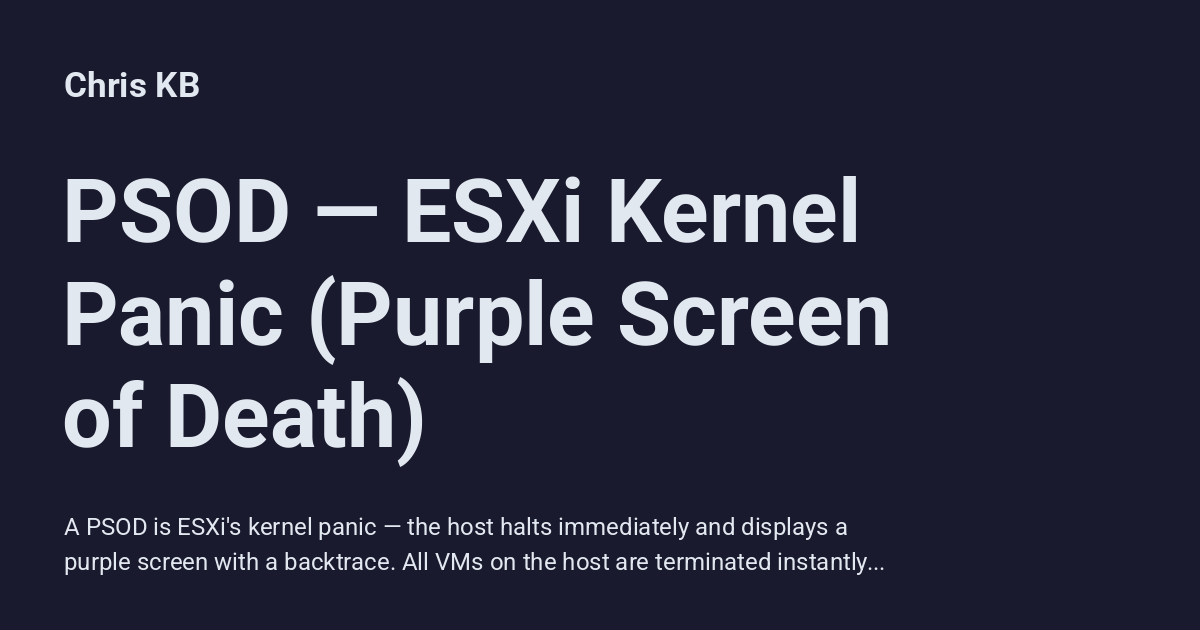 Chris KB
PSOD — ESXi Kernel
Panic (Purple Screen
of Death)
A PSOD is ESXi's kernel panic — the host halts immediately and displays a
purple screen with a backtrace. All VMs on the host are terminated instantly...